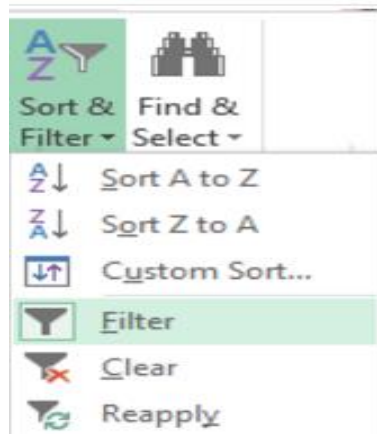 Sort & Find &
Filter Select
Sort A to Z
Sort Z to A
Custom Sort...
Filter
Clear
Reapply